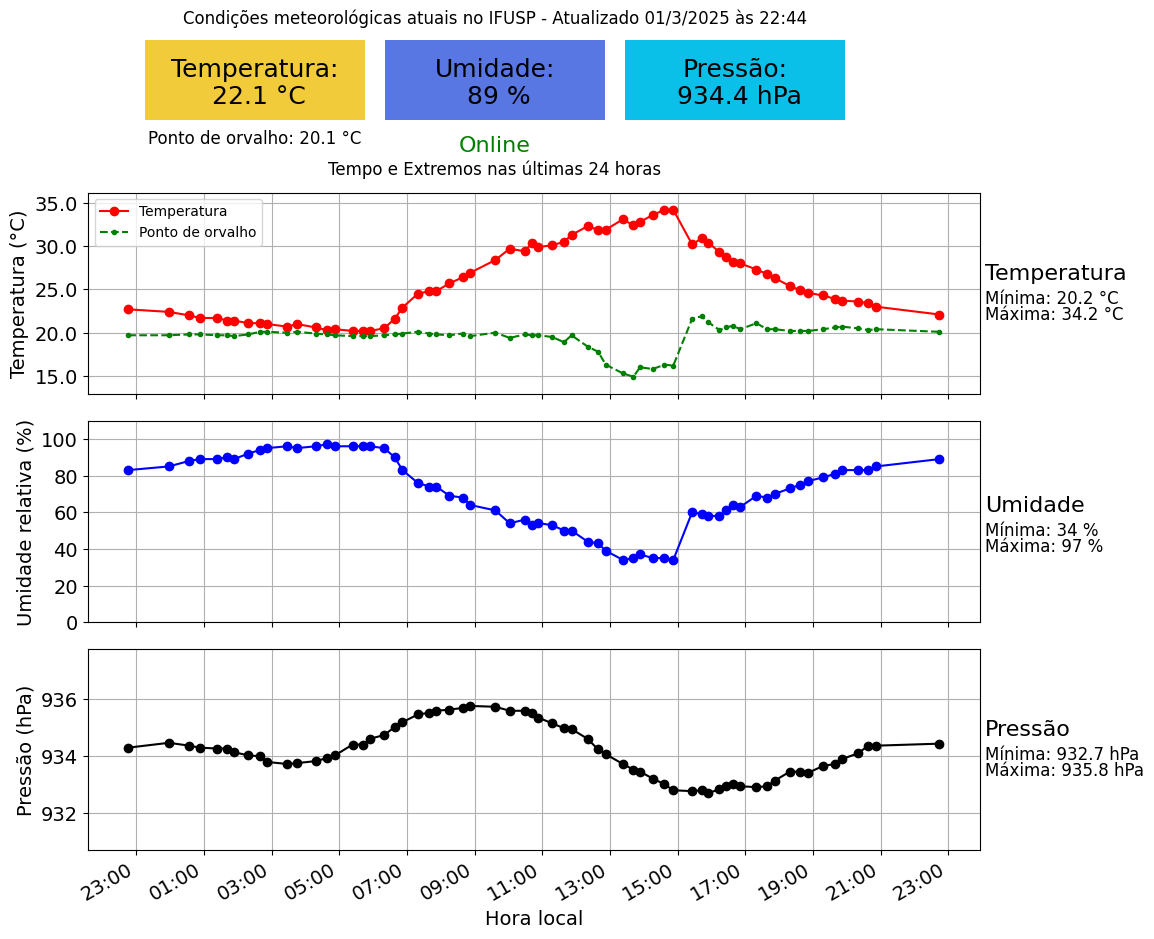 Condições meteorológicas atuais no IFUSP - Atualizado 01/3/2025 às 22:44
Temperatura:
22.1 °C
Umidade:
89 %
Pressão:
934.4 hPa
Ponto de orvalho: 20.1 °C
Online
Tempo e Extremos nas últimas 24 horas
Temperatura (°C)
35.0
30.0
25.0
20.0
15.0
Temperatura
Ponto de orvalho
Temperatura
Mínima: 20.2 °C
Máxima: 34.2 °C
Umidade relativa (%)
100
80
60
40
20
0
Umidade
Mínima: 34 %
Máxima: 97 %
Pressão (hPa)
936
934
932
Pressão
Mínima: 932.7 hPa
Máxima: 935.8 hPa
23:00 01:00 03:00 05:00 07:00 09:00 11:00 13:00 15:00 17:00 19:00 21:00 23:00
Hora local